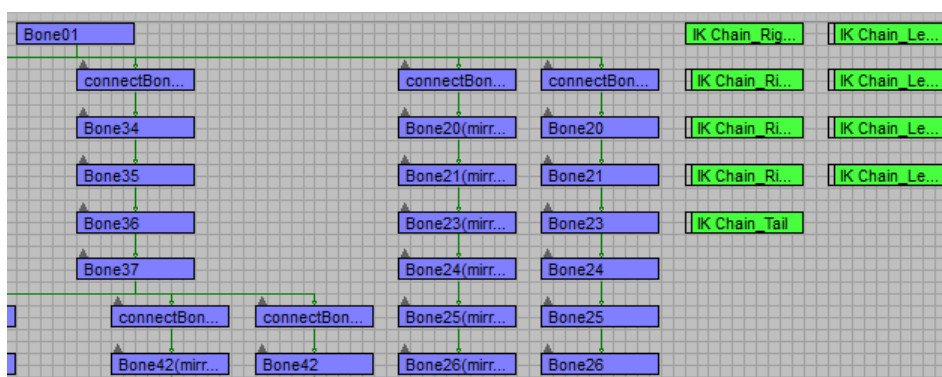 Bone01 IK Chain_Rig... IK Chain_Le...
connectBon... connectBon... connectBon... IK Chain_Ri... IK Chain_Le...
Bone34 Bone20(mirr... Bone20 IK Chain_Ri... IK Chain_Le...
Bone35 Bone21(mirr... Bone21 IK Chain_Ri... IK Chain_Le...
Bone36 Bone23(mirr... Bone23 IK Chain_Tail
Bone37 Bone24(mirr... Bone24
connectBon... connectBon... Bone25(mirr... Bone25
Bone42(mirr... Bone42 Bone26(mirr... Bone26